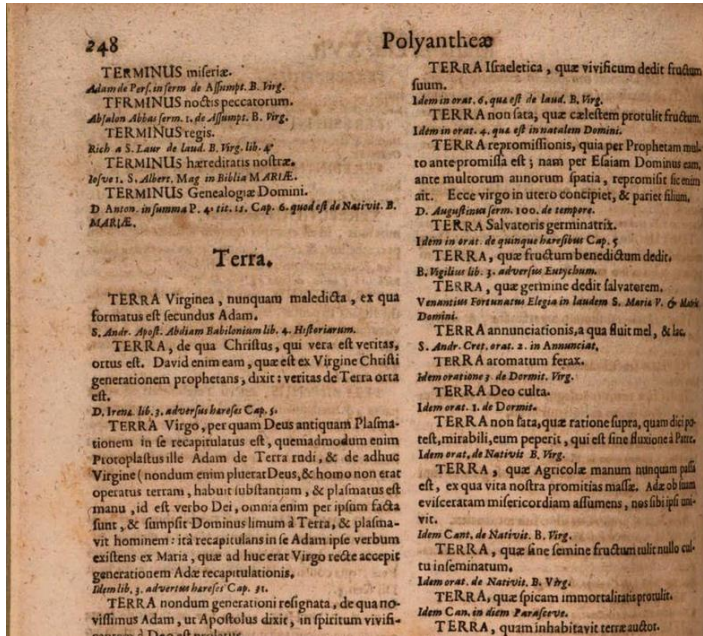 248
Polyantheæ
TERMINUS miseriæ.
Adam de Pers. in serm de Assumpt. B. Virg.
TFRMINUS noctis peccatorum.
Absalon Abbas serm. 1. de Assumpt. B. Virg.
TERMINUS regis.
Rich a S. Laur de laud. B. Virg. lib. 4.
TERMINUS hæreditatis nostræ.
Iosve 1. S. Albert. Mag in Biblia MARIÆ.
TERMINUS Genealogiæ Domini.
D Anton. in summa P. 4. tit. 15. Cap. 6. quod est de Nativit. B.
MARIÆ.
Terra.
TERRA Virginea, nunquam maledicta, ex qua
formatus est secundus Adam.
S. Andr. Apost. Abdiam Babilonium lib. 4. Historiarum.
TERRA, de qua Christus, qui vera est veritas,
ortus est. David enim eam, quæ est ex Virgine Christi
generationem prophetans, dixit: veritas de Terra orta
est.
D. Irena. lib. 3. adversus hareses Cap. 5.
TERRA Virgo, per quam Deus antiquam Plasma-
tionem in se recapitulatus est, quemadmodum enim
Protoplastus ille Adam de Terra rudi, & de adhuc
Virgine (nondum enim pluerat Deus, & homo non erat
operatus terram, habuit substantiam, & plasmatus est
manu, id est verbo Dei, omnia enim per ipsum facta
sunt, & sumpsit Dominus limum à Terra, & plasma-
vit hominem: ità recapitulans in se Adam ipse verbum
existens ex Maria, quæ ad huc erat Virgo recte accepit
generationem Adæ recapitulationis.
Idem lib. 3. adversus hareses Cap. 31.
TERRA nondum generationi resignata, de qua no-
vissimus Adam, ut Apostolus dixit, in spiritum vivifi-
TERRA Israeletica, quæ vivificum dedit fructum
suum.
Idem in orat. 6. qua est de laud. B. Virg.
TERRA non sata, quæ cælestem protulit fructum.
Idem in orat. 4. qua est in natalem Domini.
TERRA repromissionis, quia per Prophetam mul-
to ante promissa est; nam per Esaiam Dominus eam,
ante multorum annorum spatia, repromisit sic enim
ait. Ecce virgo in utero concipiet, & pariet filium.
D. Augustinus serm. 100. de tempore.
TERRA Salvatoris germinatrix.
Idem in orat. de quinque haresibus Cap. 5
TERRA, quæ fructum benedictum dedit.
B. Vigilius lib. 3. adversus Eutychum.
TERRA, quæ germine dedit salvatorem.
Venantius Fortunatus Elegia in laudem S. Maria V. & Matris
Domini.
TERRA annunciationis, a qua fluit mel, & lac.
S. Andr. Cret. orat. 2. in Annunciat.
TERRA aromatum ferax.
Idem oratione 3 de Dormit. Virg.
TERRA Deo culta.
Idem orat. 1. de Dormit.
TERRA non sata, quæ ratione supra, quam dici po-
test, mirabili, eum peperit, qui est sine fluxione à Patre.
Idem orat. de Nativit B. Virg.
TERRA, quæ Agricolæ manum nunquam passa
est, ex qua vita nostra promitias massæ. Adæ ob suam
evisceratam misericordiam assumens, nos sibi ipsi uni-
vit.
Idem Cant. de Nativit. B. Virg.
TERRA, quæ sine semine fructum tulit nullo cul-
tu inseminatum.
Idem orat. de Nativit. B. Virg.
TERRA, quæ spicam immortalitatis protulit.
Idem Can. in diem Parasceve.
TERRA, quam inhabitavit terræ auctor.